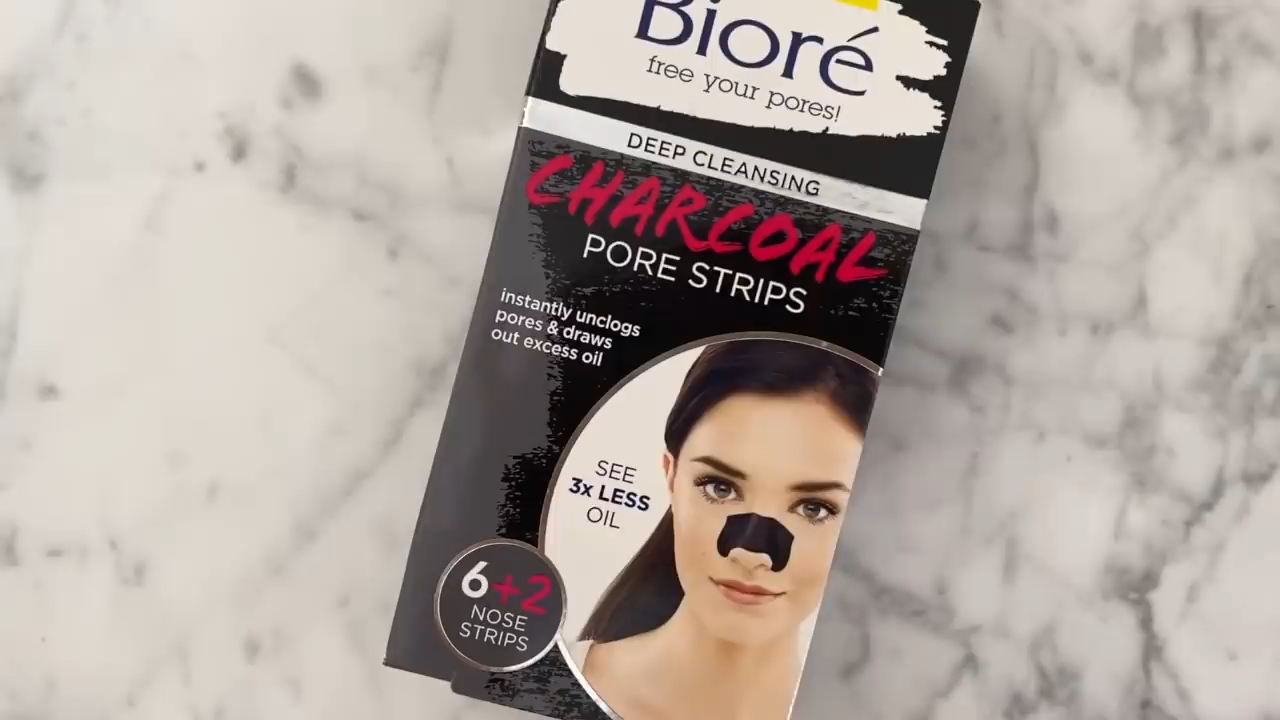 Bioré
free your pores!
DEEP CLEANSING
CHARCOAL
PORE STRIPS
instantly unclogs
pores & draws
out excess oil
SEE
3x LESS
OIL
6+2
NOSE
STRIPS